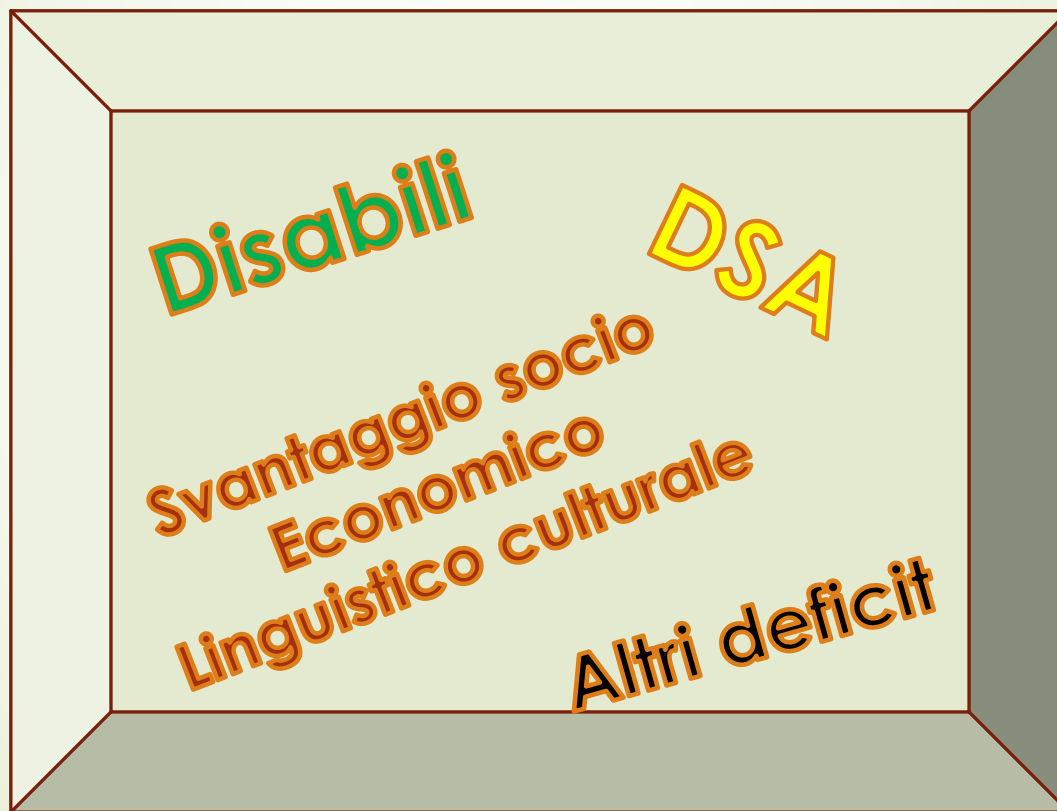 Disabili
DSA
Svantaggio socio
Economico
Linguistico culturale
Altri deficit